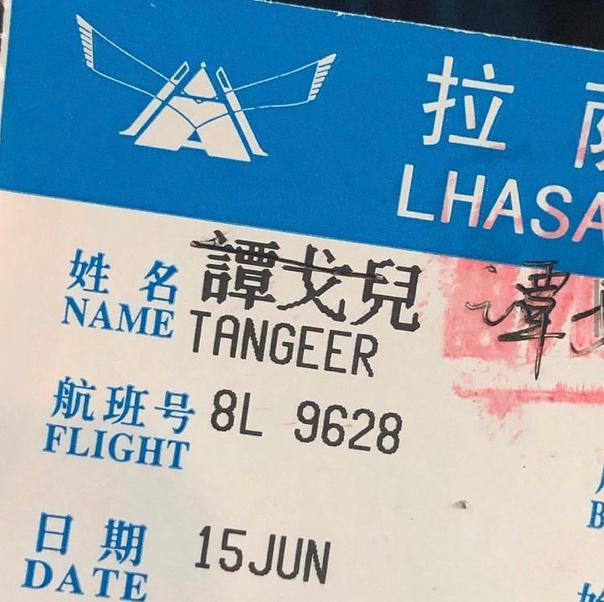 拉
LHASA
姓名 譚戈兒 譚
NAME TANGEER
航班号 8L 9628
FLIGHT
日期 15JUN
DATE
B